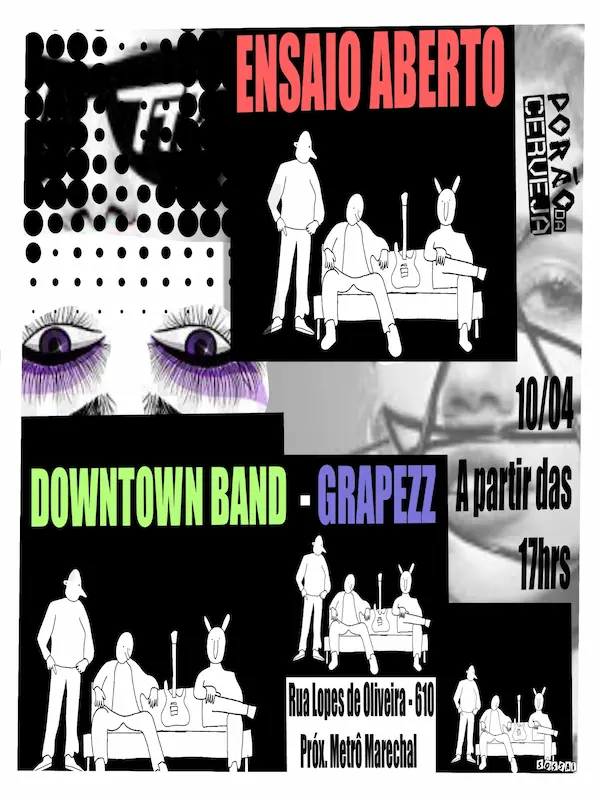 ENSAIO ABERTO
PORÃO DA
CERVEJA
10/04
A partir das
17hrs
DOWNTOWN BAND - GRAPEZZ
Rua Lopes de Oliveira - 610
Próx. Metrô Marechal